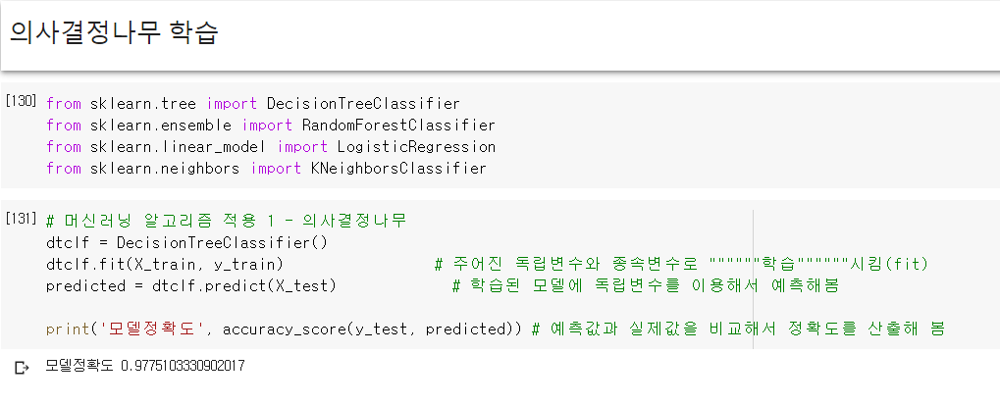 의사결정나무 학습
[130] from sklearn.tree import DecisionTreeClassifier
from sklearn.ensemble import RandomForestClassifier
from sklearn.linear_model import LogisticRegression
from sklearn.neighbors import KNeighborsClassifier
[131] # 머신러닝 알고리즘 적용 1 - 의사결정나무
dtclf = DecisionTreeClassifier()
dtclf.fit(X_train, y_train) # 주어진 독립변수와 종속변수로 """"""학습""""""시킴(fit)
predicted = dtclf.predict(X_test) # 학습된 모델에 독립변수를 이용해서 예측해봄
print('모델정확도', accuracy_score(y_test, predicted)) # 예측값과 실제값을 비교해서 정확도를 산출해 봄
모델정확도 0.9775103330902017